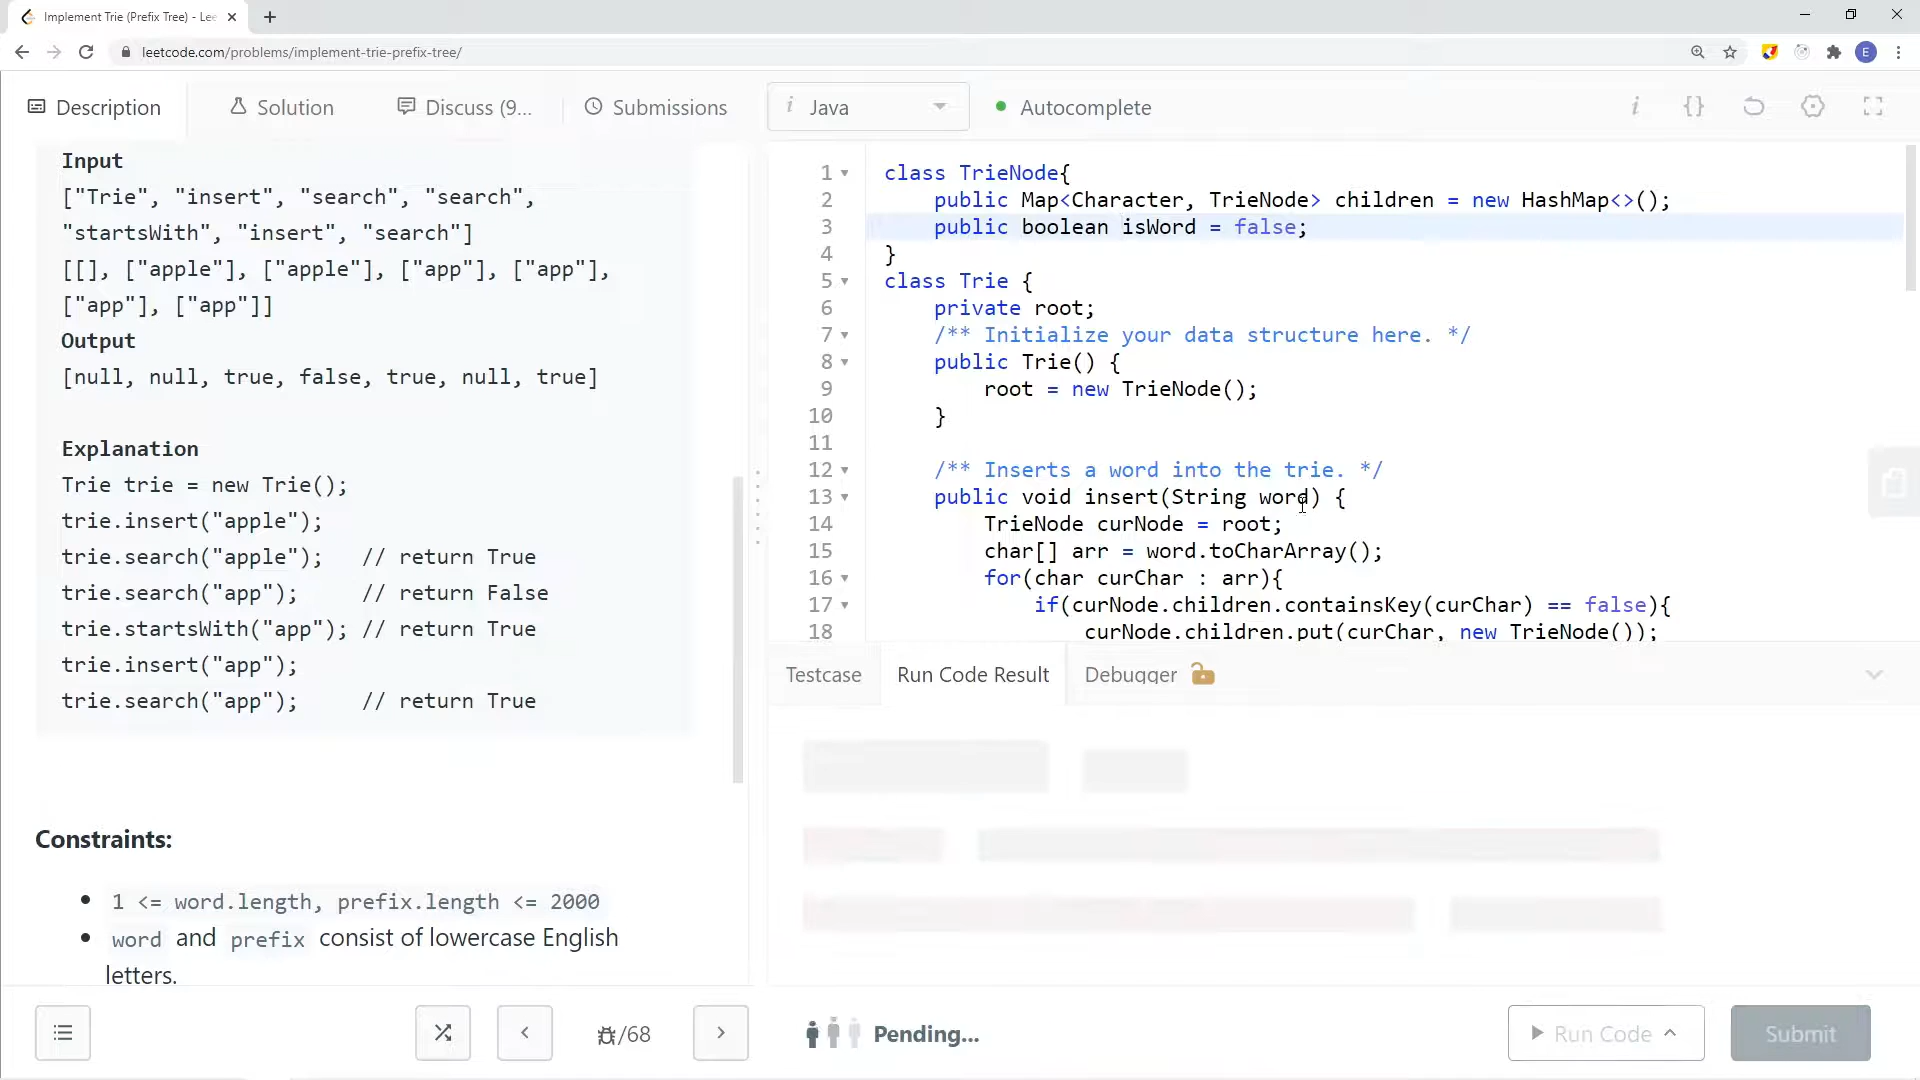 Implement Trie (Prefix Tree) - Lee
leetcode.com/problems/implement-trie-prefix-tree/
E
Description
Solution
Discuss (9...
Submissions
i Java
Autocomplete
i {}
Input
["Trie", "insert", "search", "search",
"startsWith", "insert", "search"]
[[], ["apple"], ["apple"], ["app"], ["app"],
["app"], ["app"]]
Output
[null, null, true, false, true, null, true]
Explanation
Trie trie = new Trie();
trie.insert("apple");
trie.search("apple");   // return True
trie.search("app");     // return False
trie.startsWith("app"); // return True
trie.insert("app");
trie.search("app");     // return True
Constraints:
1 <= word.length, prefix.length <= 2000
word and prefix consist of lowercase English
letters.
/68
1 class TrieNode{
2     public Map<Character, TrieNode> children = new HashMap<>();
3     public boolean isWord = false;
4 }
5 class Trie {
6     private root;
7     /** Initialize your data structure here. */
8     public Trie() {
9         root = new TrieNode();
10     }
11
12     /** Inserts a word into the trie. */
13     public void insert(String word) {
14         TrieNode curNode = root;
15         char[] arr = word.toCharArray();
16         for(char curChar : arr){
17             if(curNode.children.containsKey(curChar) == false){
18                 curNode.children.put(curChar, new TrieNode());
Testcase
Run Code Result
Debugger
Pending...
Run Code
Submit